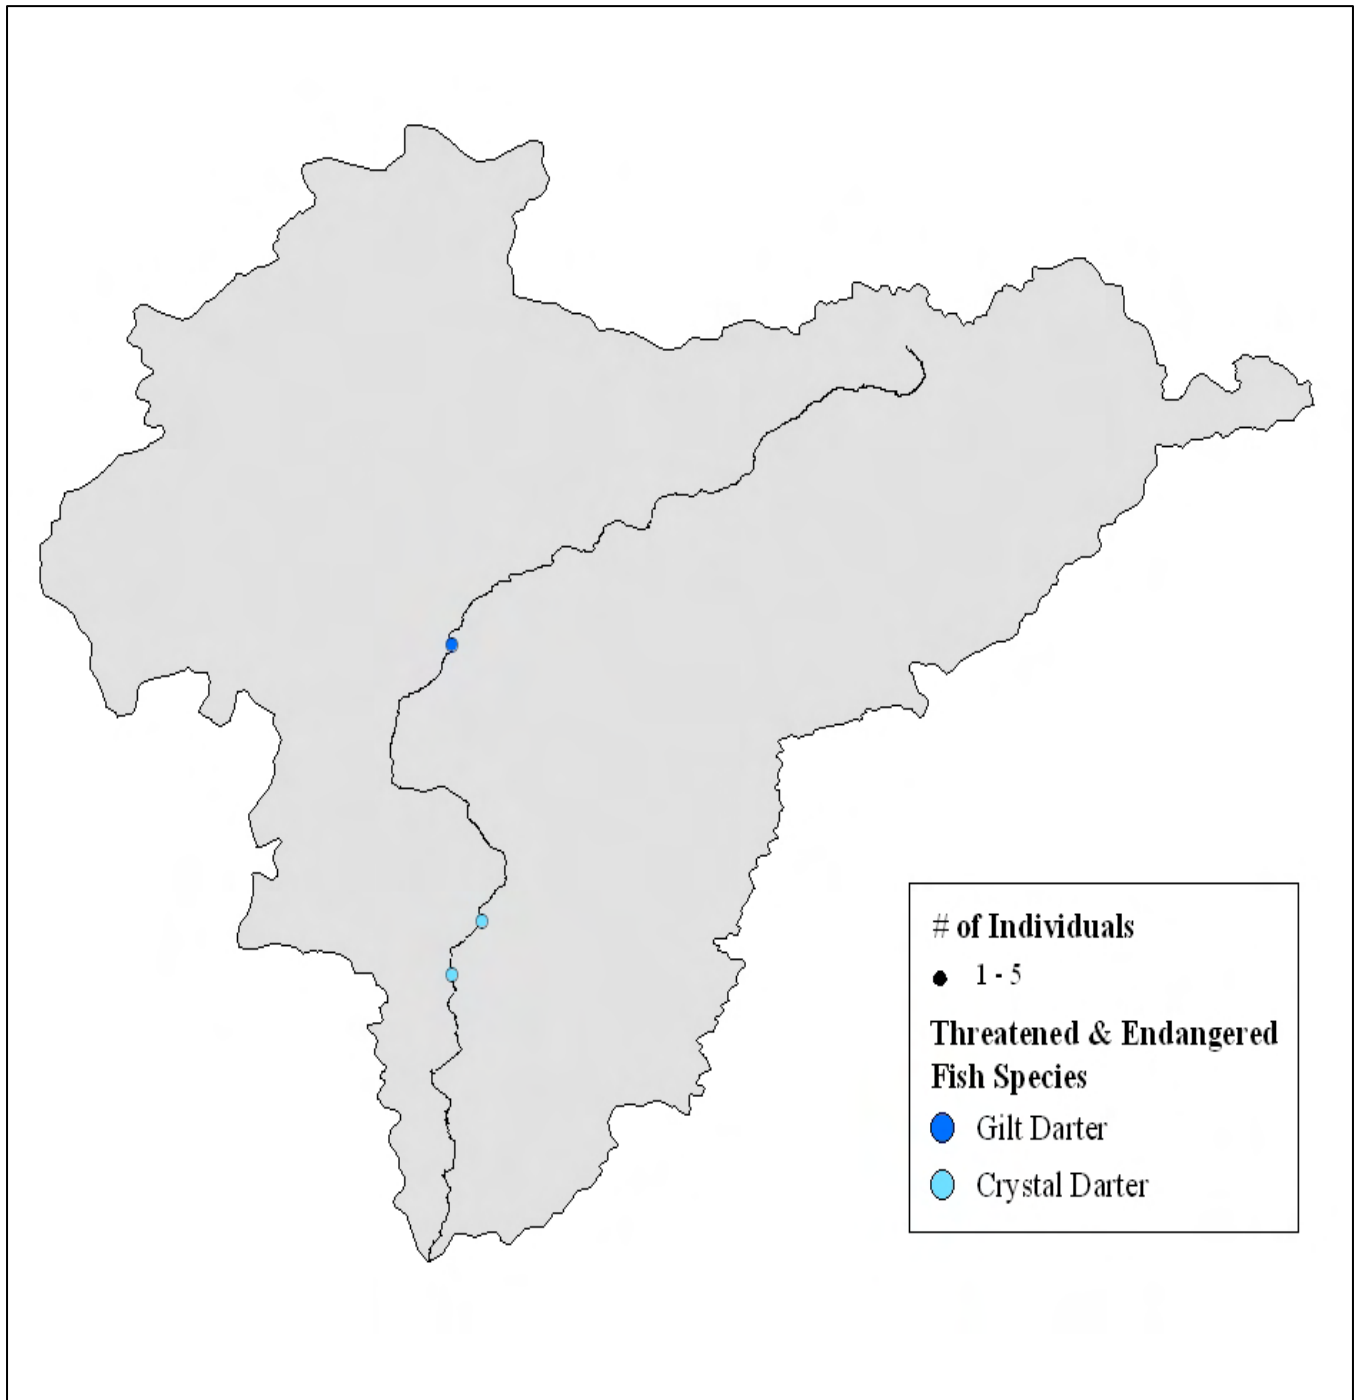 # of Individuals
1 - 5
Threatened & Endangered
Fish Species
Gilt Darter
Crystal Darter